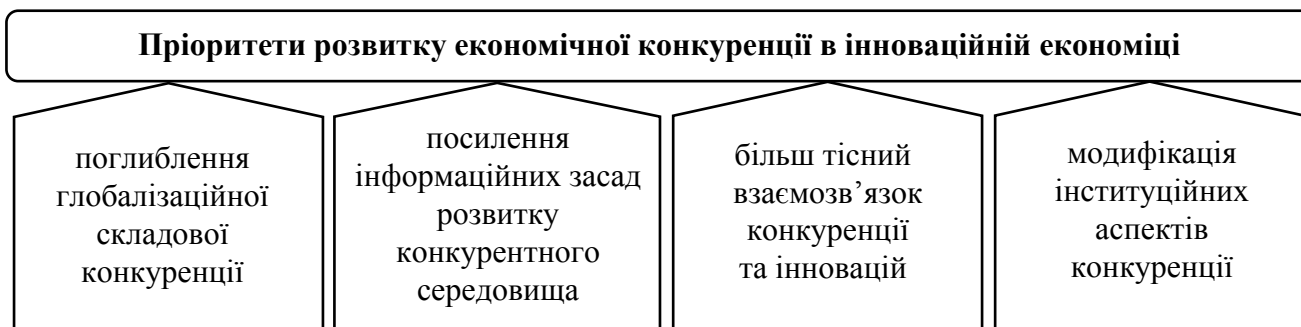 Пріоритети розвитку економічної конкуренції в інноваційній економіці
поглиблення
глобалізаційної
складової
конкуренції
посилення
інформаційних засад
розвитку
конкурентного
середовища
більш тісний
взаємозв’язок
конкуренції
та інновацій
модифікація
інституційних
аспектів
конкуренції